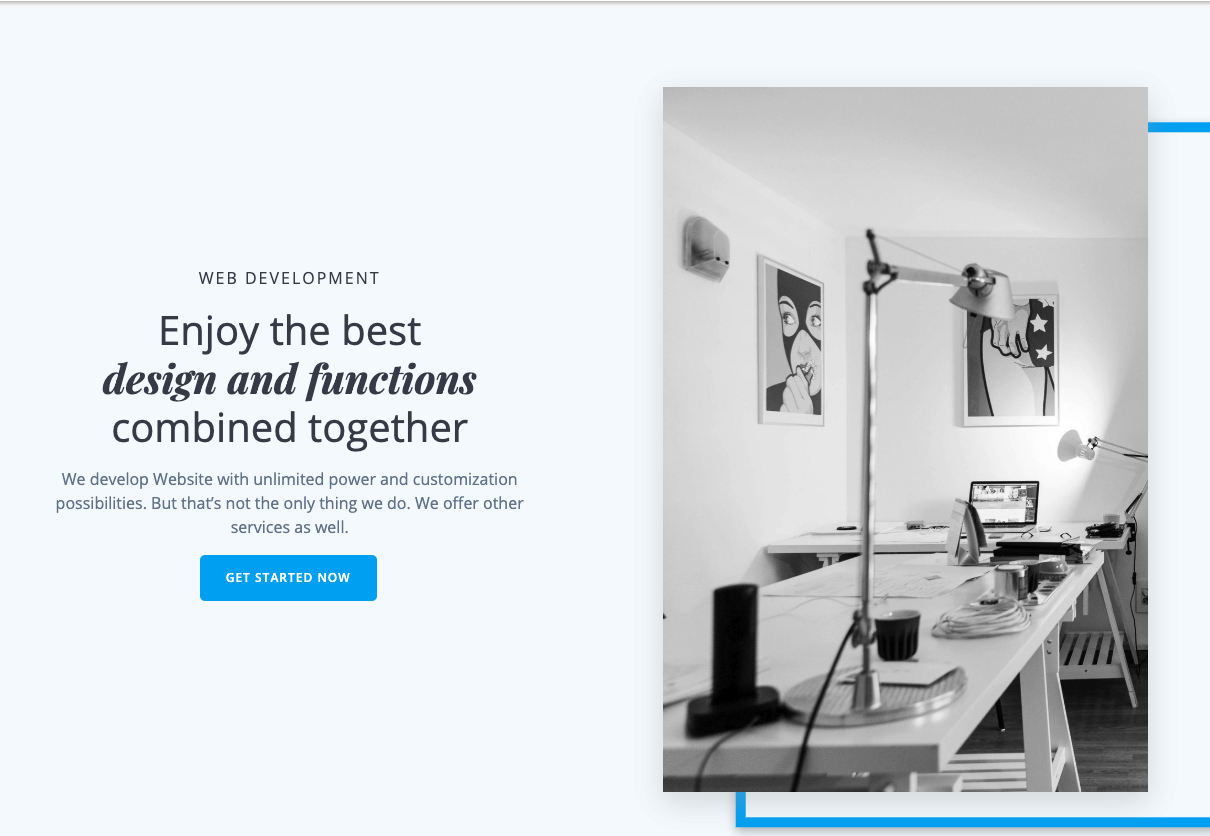 WEB DEVELOPMENT
Enjoy the best
design and functions
combined together
We develop Website with unlimited power and customization
possibilities. But that’s not the only thing we do. We offer other
services as well.
GET STARTED NOW